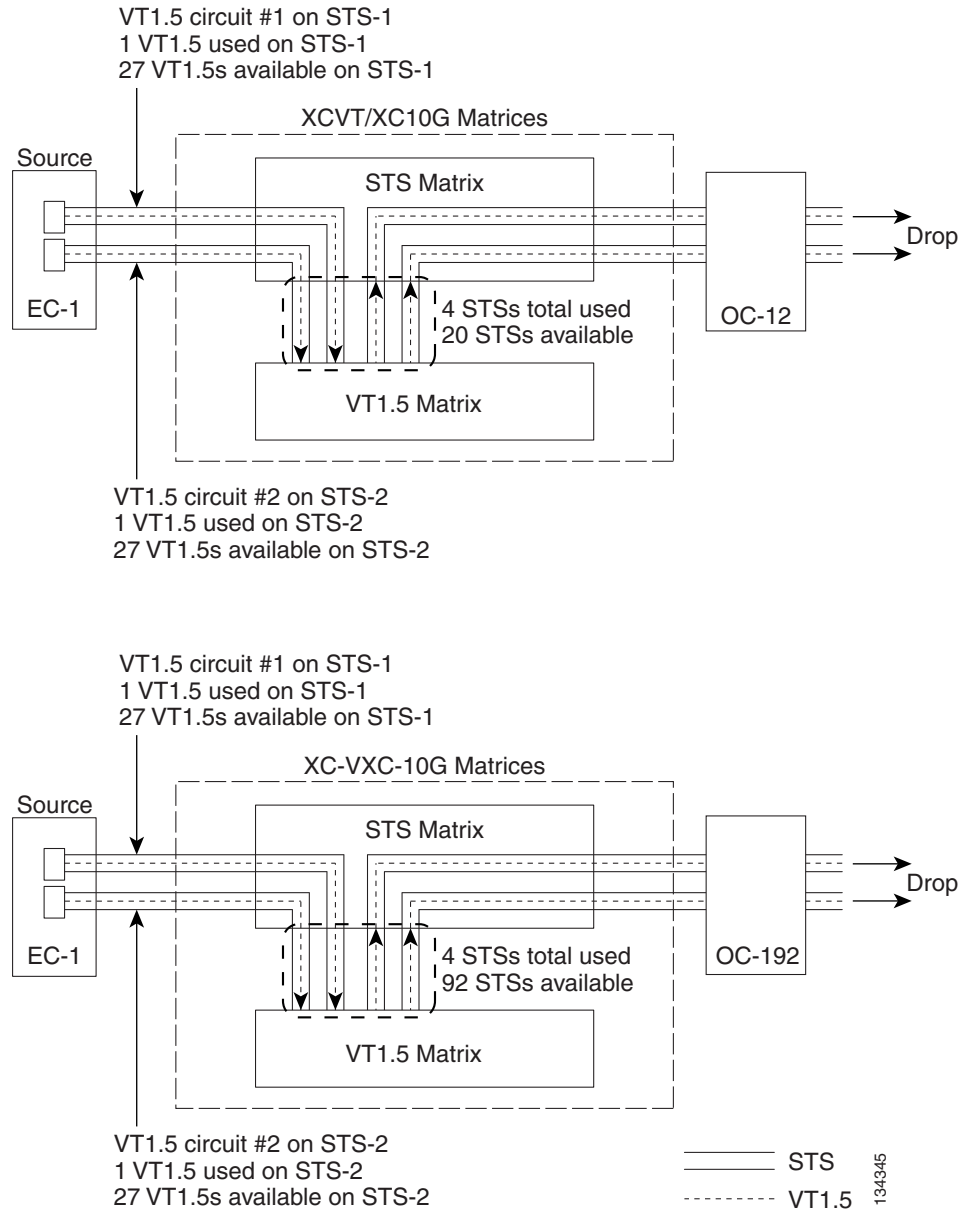 VT1.5 circuit #1 on STS-1
1 VT1.5 used on STS-1
27 VT1.5s available on STS-1
XCVT/XC10G Matrices
Source
STS Matrix
Drop
EC-1
4 STSs total used
20 STSs available
OC-12
VT1.5 Matrix
VT1.5 circuit #2 on STS-2
1 VT1.5 used on STS-2
27 VT1.5s available on STS-2
VT1.5 circuit #1 on STS-1
1 VT1.5 used on STS-1
27 VT1.5s available on STS-1
XC-VXC-10G Matrices
Source
STS Matrix
Drop
EC-1
4 STSs total used
92 STSs available
OC-192
VT1.5 Matrix
VT1.5 circuit #2 on STS-2
1 VT1.5 used on STS-2
27 VT1.5s available on STS-2
STS
VT1.5
134345